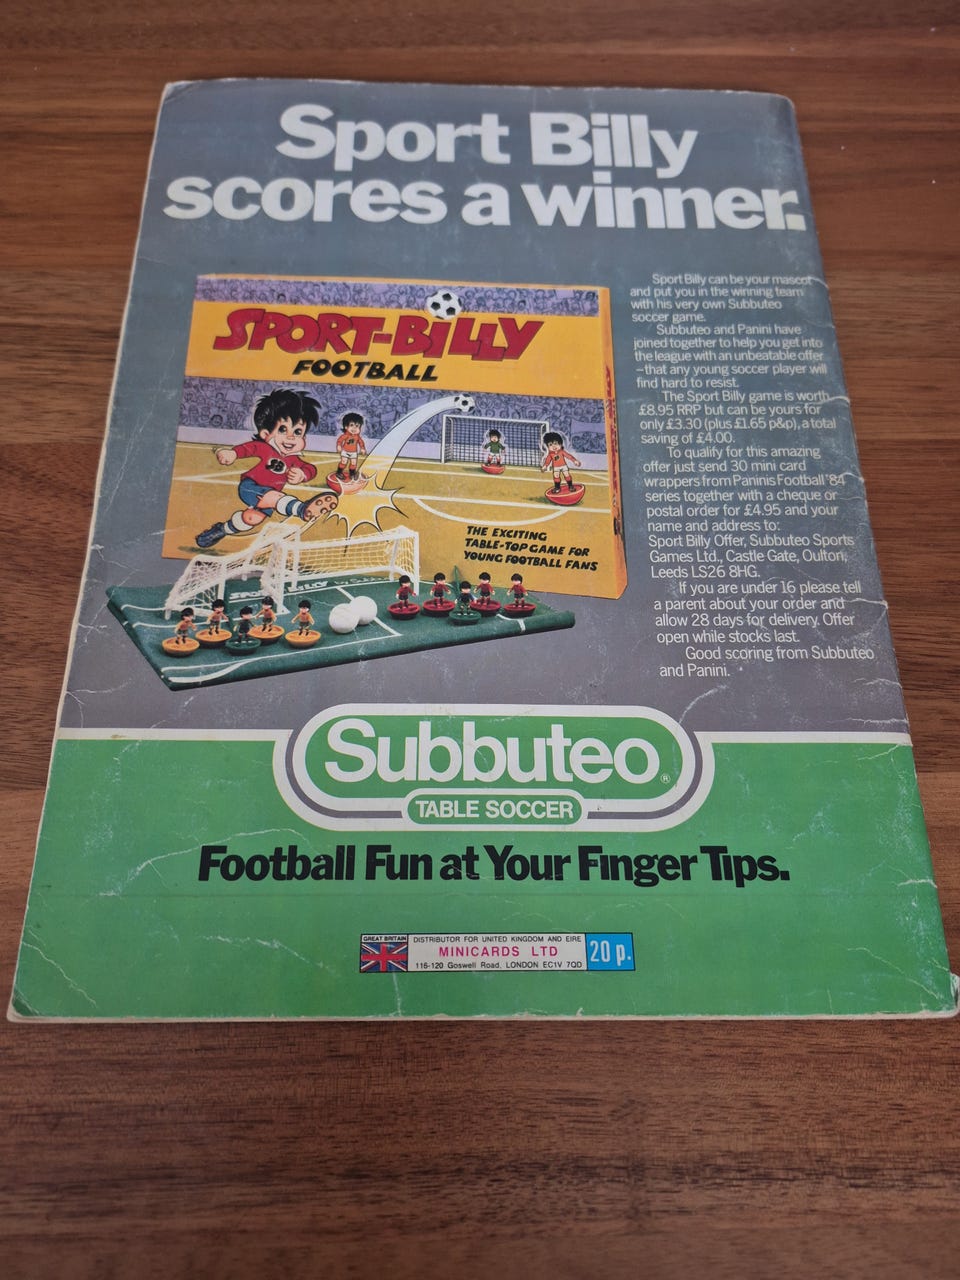 Sport Billy
scores a winner.
SPORT-BILLY
FOOTBALL
THE EXCITING
TABLE-TOP GAME FOR
YOUNG FOOTBALL FANS
SPORT BILLY by Subbuteo
Sport Billy can be your mascot
and put you in the winning team
with his very own Subbuteo
soccer game.
Subbuteo and Panini have
joined together to help you get into
the league with an unbeatable offer
–that any young soccer player will
find hard to resist.
The Sport Billy game is worth
£8.95 RRP but can be yours for
only £3.30 (plus £1.65 p&p), a total
saving of £4.00.
To qualify for this amazing
offer just send 30 mini card
wrappers from Paninis Football '84
series together with a cheque or
postal order for £4.95 and your
name and address to:
Sport Billy Offer, Subbuteo Sports
Games Ltd., Castle Gate, Oulton,
Leeds LS26 8HG.
If you are under 16 please tell
a parent about your order and
allow 28 days for delivery. Offer
open while stocks last.
Good scoring from Subbuteo
and Panini.
Subbuteo®
TABLE SOCCER
Football Fun at Your Finger Tips.
GREAT BRITAIN
DISTRIBUTOR FOR UNITED KINGDOM AND EIRE
MINICARDS LTD
116-120 Goswell Road, LONDON EC1V 7QD
20 p.